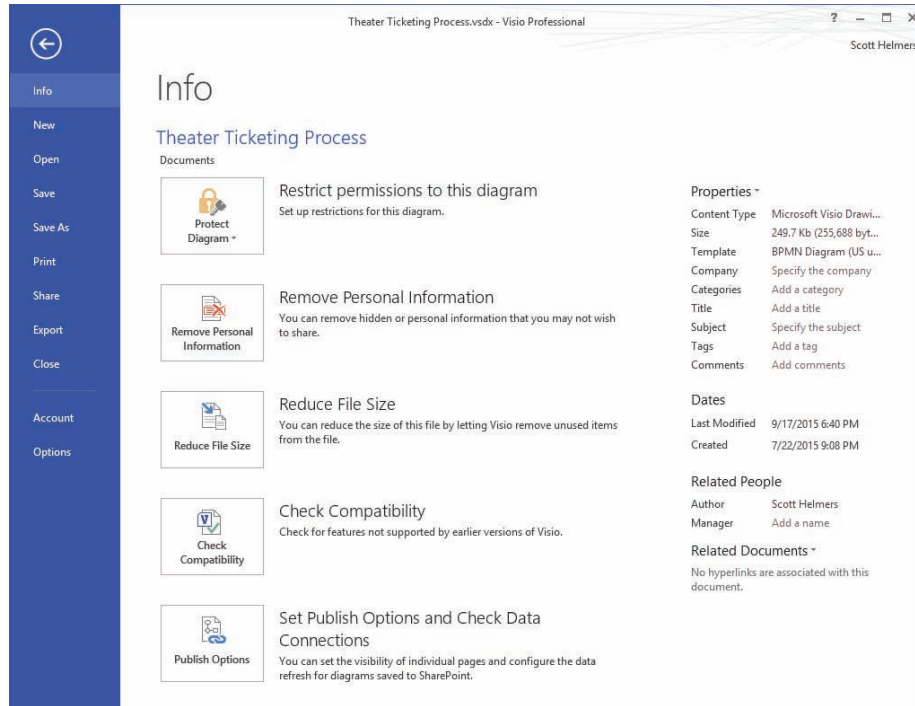 Theater Ticketing Process.vsdx - Visio Professional
?
Scott Helmers
Info
New
Open
Save
Save As
Print
Share
Export
Close
Account
Options
Info
Theater Ticketing Process
Documents
Protect
Diagram
Restrict permissions to this diagram
Set up restrictions for this diagram.
Remove Personal
Information
Remove Personal Information
You can remove hidden or personal information that you may not wish
to share.
Reduce File Size
Reduce File Size
You can reduce the size of this file by letting Visio remove unused items
from the file.
Check
Compatibility
Check Compatibility
Check for features not supported by earlier versions of Visio.
Publish Options
Set Publish Options and Check Data
Connections
You can set the visibility of individual pages and configure the data
refresh for diagrams saved to SharePoint.
Properties
Content Type Microsoft Visio Drawi...
Size 249.7 Kb (255,688 byt...
Template BPMN Diagram (US u...
Company Specify the company
Categories Add a category
Title Add a title
Subject Specify the subject
Tags Add a tag
Comments Add comments
Dates
Last Modified 9/17/2015 6:40 PM
Created 7/22/2015 9:08 PM
Related People
Author Scott Helmers
Manager Add a name
Related Documents
No hyperlinks are associated with this
document.